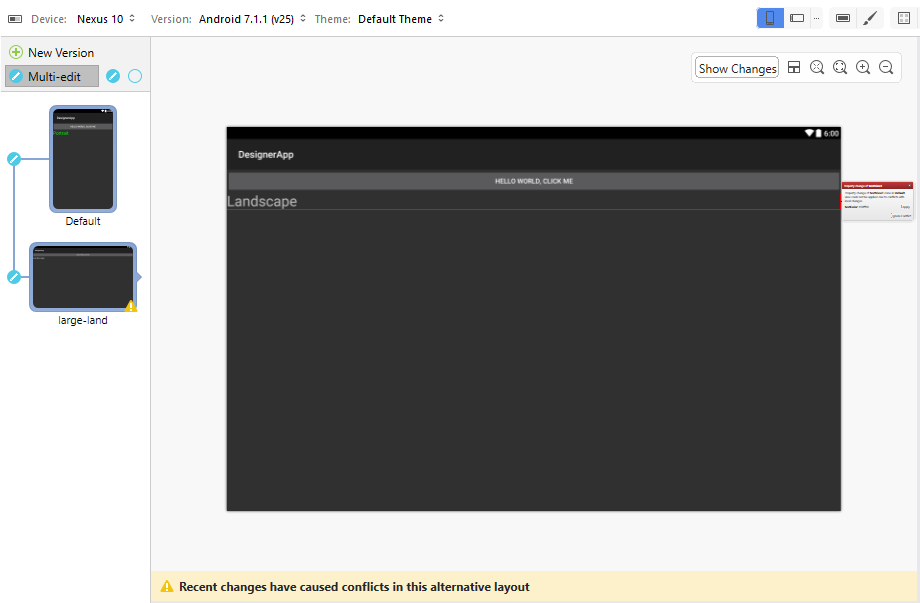 Device: Nexus 10 Version: Android 7.1.1 (v25) Theme: Default Theme
New Version
Multi-edit
Show Changes
Default
large-land
6:00
DesignerApp
HELLO WORLD, CLICK ME
Landscape
Recent changes have caused conflicts in this alternative layout